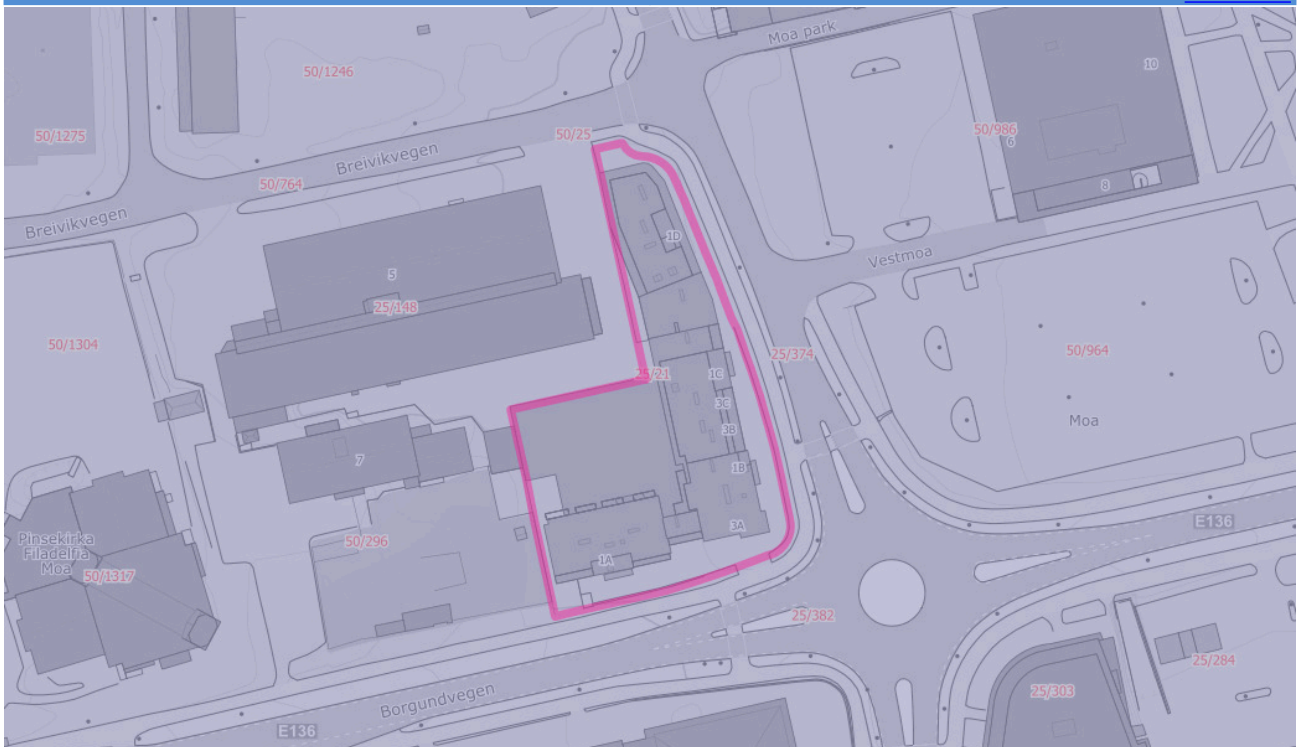 Moa park
50/1246
10
50/1275
50/25
50/986
6
Breivikvegen
50/764
8
Breivikvegen
1D
Vestmoa
5
25/148
50/1304
25/374
50/964
25/21
1C
3C
Moa
3B
7
1B
E136
3A
Pinsekirka
Filadelfia
Moa
50/296
1A
50/1317
25/382
25/284
25/303
Borgundvegen
E136